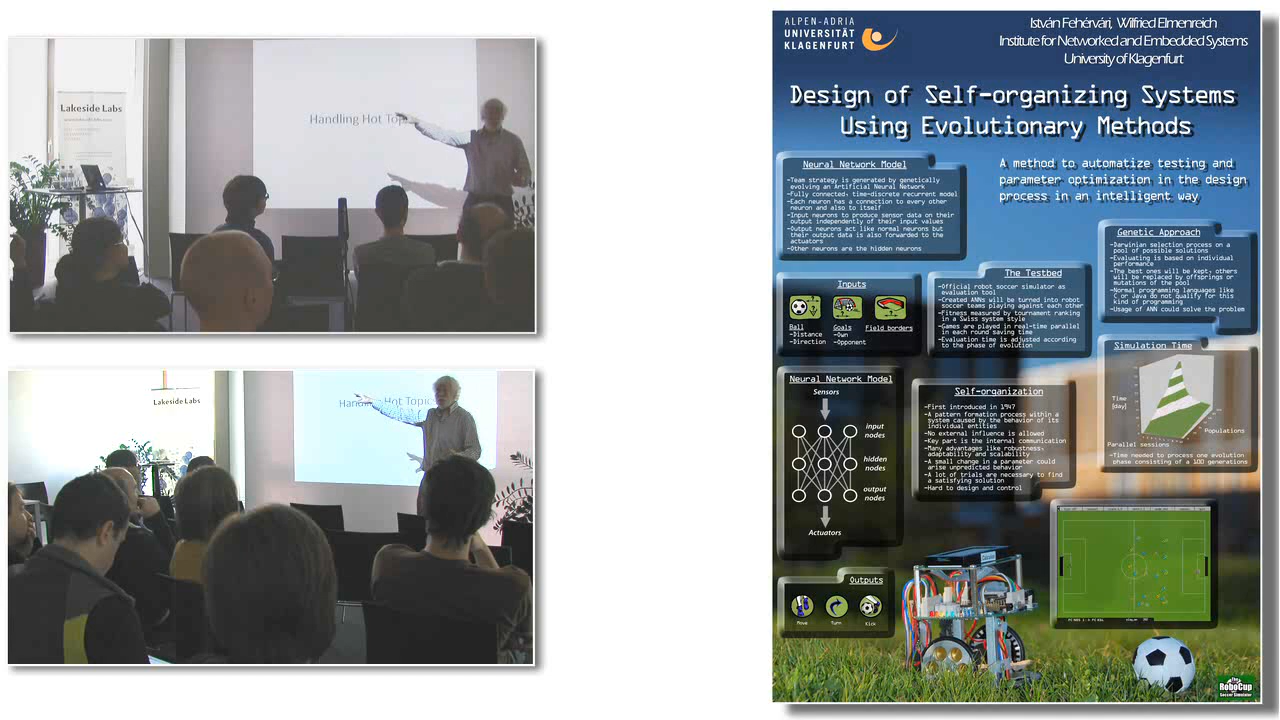 Lakeside Labs
Handling Hot Top
Lakeside Labs
Handling Hot Topics
ALPEN-ADRIA
UNIVERSITÄT
KLAGENFURT
István Fehérvári, Wilfried Elmenreich
Institute for Networked and Embedded Systems
University of Klagenfurt
Design of Self-organizing Systems
Using Evolutionary Methods
A method to automatize testing and
parameter optimization in the design
process in an intelligent way
Neural Network Model
-Team strategy is generated by genetically
evolving an Artificial Neural Network
-Fully connected, time-discrete recurrent model
-Each neuron has a connection to every other
neuron and also to itself
-Input neurons to produce sensor data on their
output independently of their input values
-Output neurons act like normal neurons but
their output data is also forwarded to the
actuators
-Other neurons are the hidden neurons
Genetic Approach
-Darwinian selection process on a
pool of possible solutions
-Evaluating is based on individual
performance
-The best ones will be kept, others
will be replaced by offsprings or
mutations of the pool
-Normal programming languages like
C or Java do not qualify for this
kind of programming
-Usage of ANN could solve the problem
Inputs
Ball
-Distance
-Direction
Goals
-Own
-Opponent
Field borders
The Testbed
-Official robot soccer simulator as
evaluation tool
-Created ANNs will be turned into robot
soccer teams playing against each other
-Fitness measured by tournament ranking
in a Swiss system style
-Games are played in real-time parallel
in each round saving time
-Evaluation time is adjusted according
to the phase of evolution
Simulation Time
Time
[day]
Populations
Parallel sessions
-Time needed to process one evolution
phase consisting of a 100 generations
Neural Network Model
Sensors
input
nodes
hidden
nodes
output
nodes
Actuators
Self-organization
-First introduced in 1947
-A pattern formation process within a
system caused by the behavior of its
individual entities
-No external influence is allowed
-Key part is the internal communication
-Many advantages like robustness,
adaptability and scalability
-A small change in a parameter could
arise unpredicted behavior
-A lot of trials are necessary to find
a satisfying solution
-Hard to design and control
Outputs
Move
Turn
Kick
The
RoboCup
Soccer Simulator